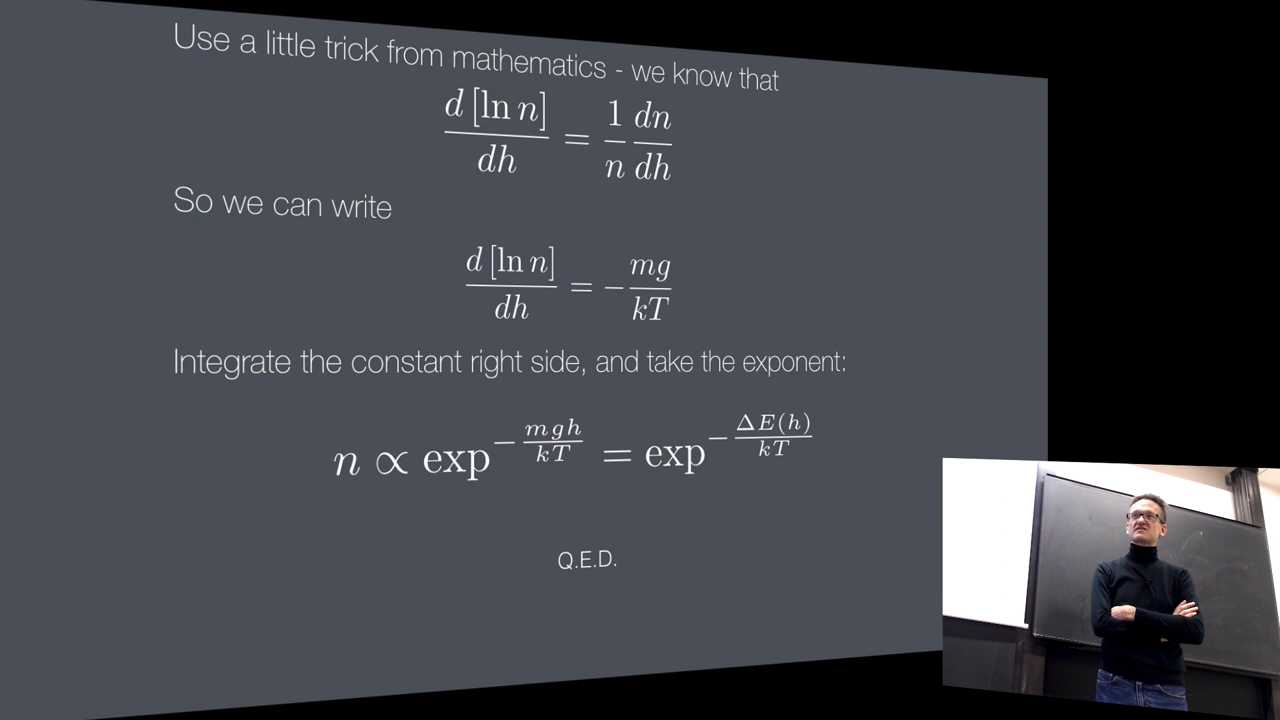 Use a little trick from mathematics - we know that
d [ln n] / dh = 1/n dn/dh
So we can write
d [ln n] / dh = - mg / kT
Integrate the constant right side, and take the exponent:
n ∝ exp^{- mgh / kT} = exp^{- ΔE(h) / kT}
Q.E.D.